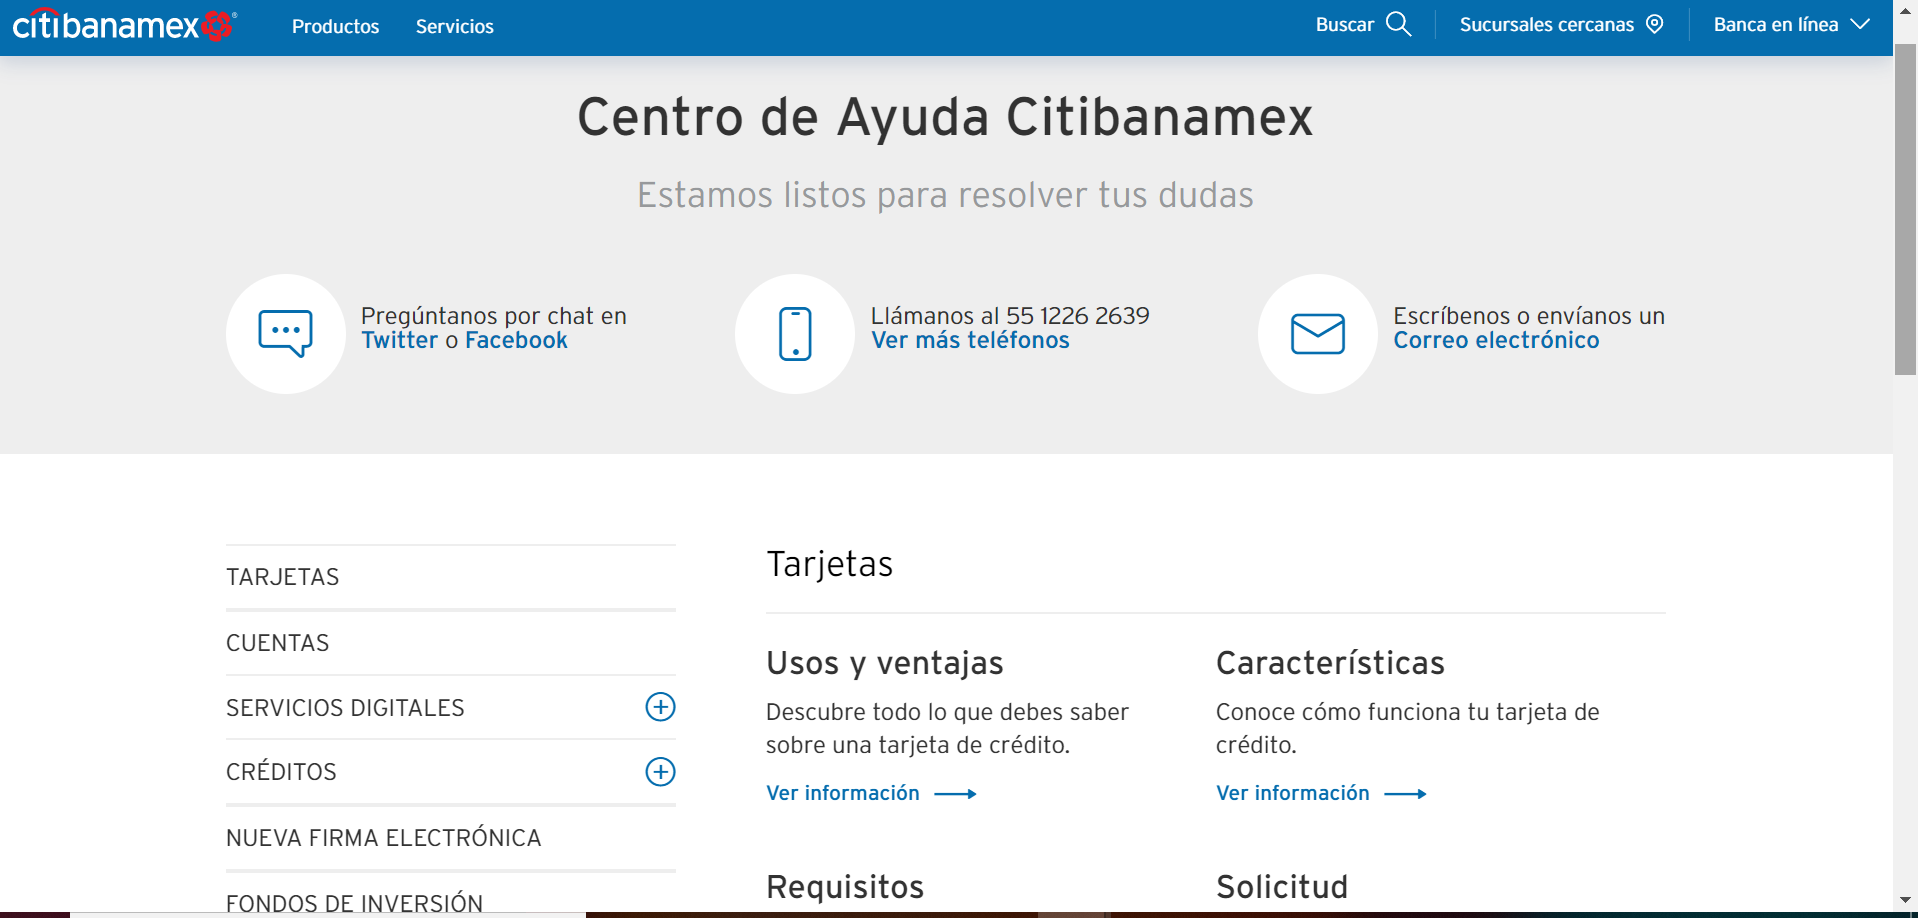 citibanamex
Productos
Servicios
Buscar
Sucursales cercanas
Banca en línea
Centro de Ayuda Citibanamex
Estamos listos para resolver tus dudas
Pregúntanos por chat en
Twitter o Facebook
Llámanos al 55 1226 2639
Ver más teléfonos
Escríbenos o envíanos un
Correo electrónico
TARJETAS
CUENTAS
SERVICIOS DIGITALES
CRÉDITOS
NUEVA FIRMA ELECTRÓNICA
FONDOS DE INVERSIÓN
Tarjetas
Usos y ventajas
Descubre todo lo que debes saber
sobre una tarjeta de crédito.
Ver información
Características
Conoce cómo funciona tu tarjeta de
crédito.
Ver información
Requisitos
Solicitud